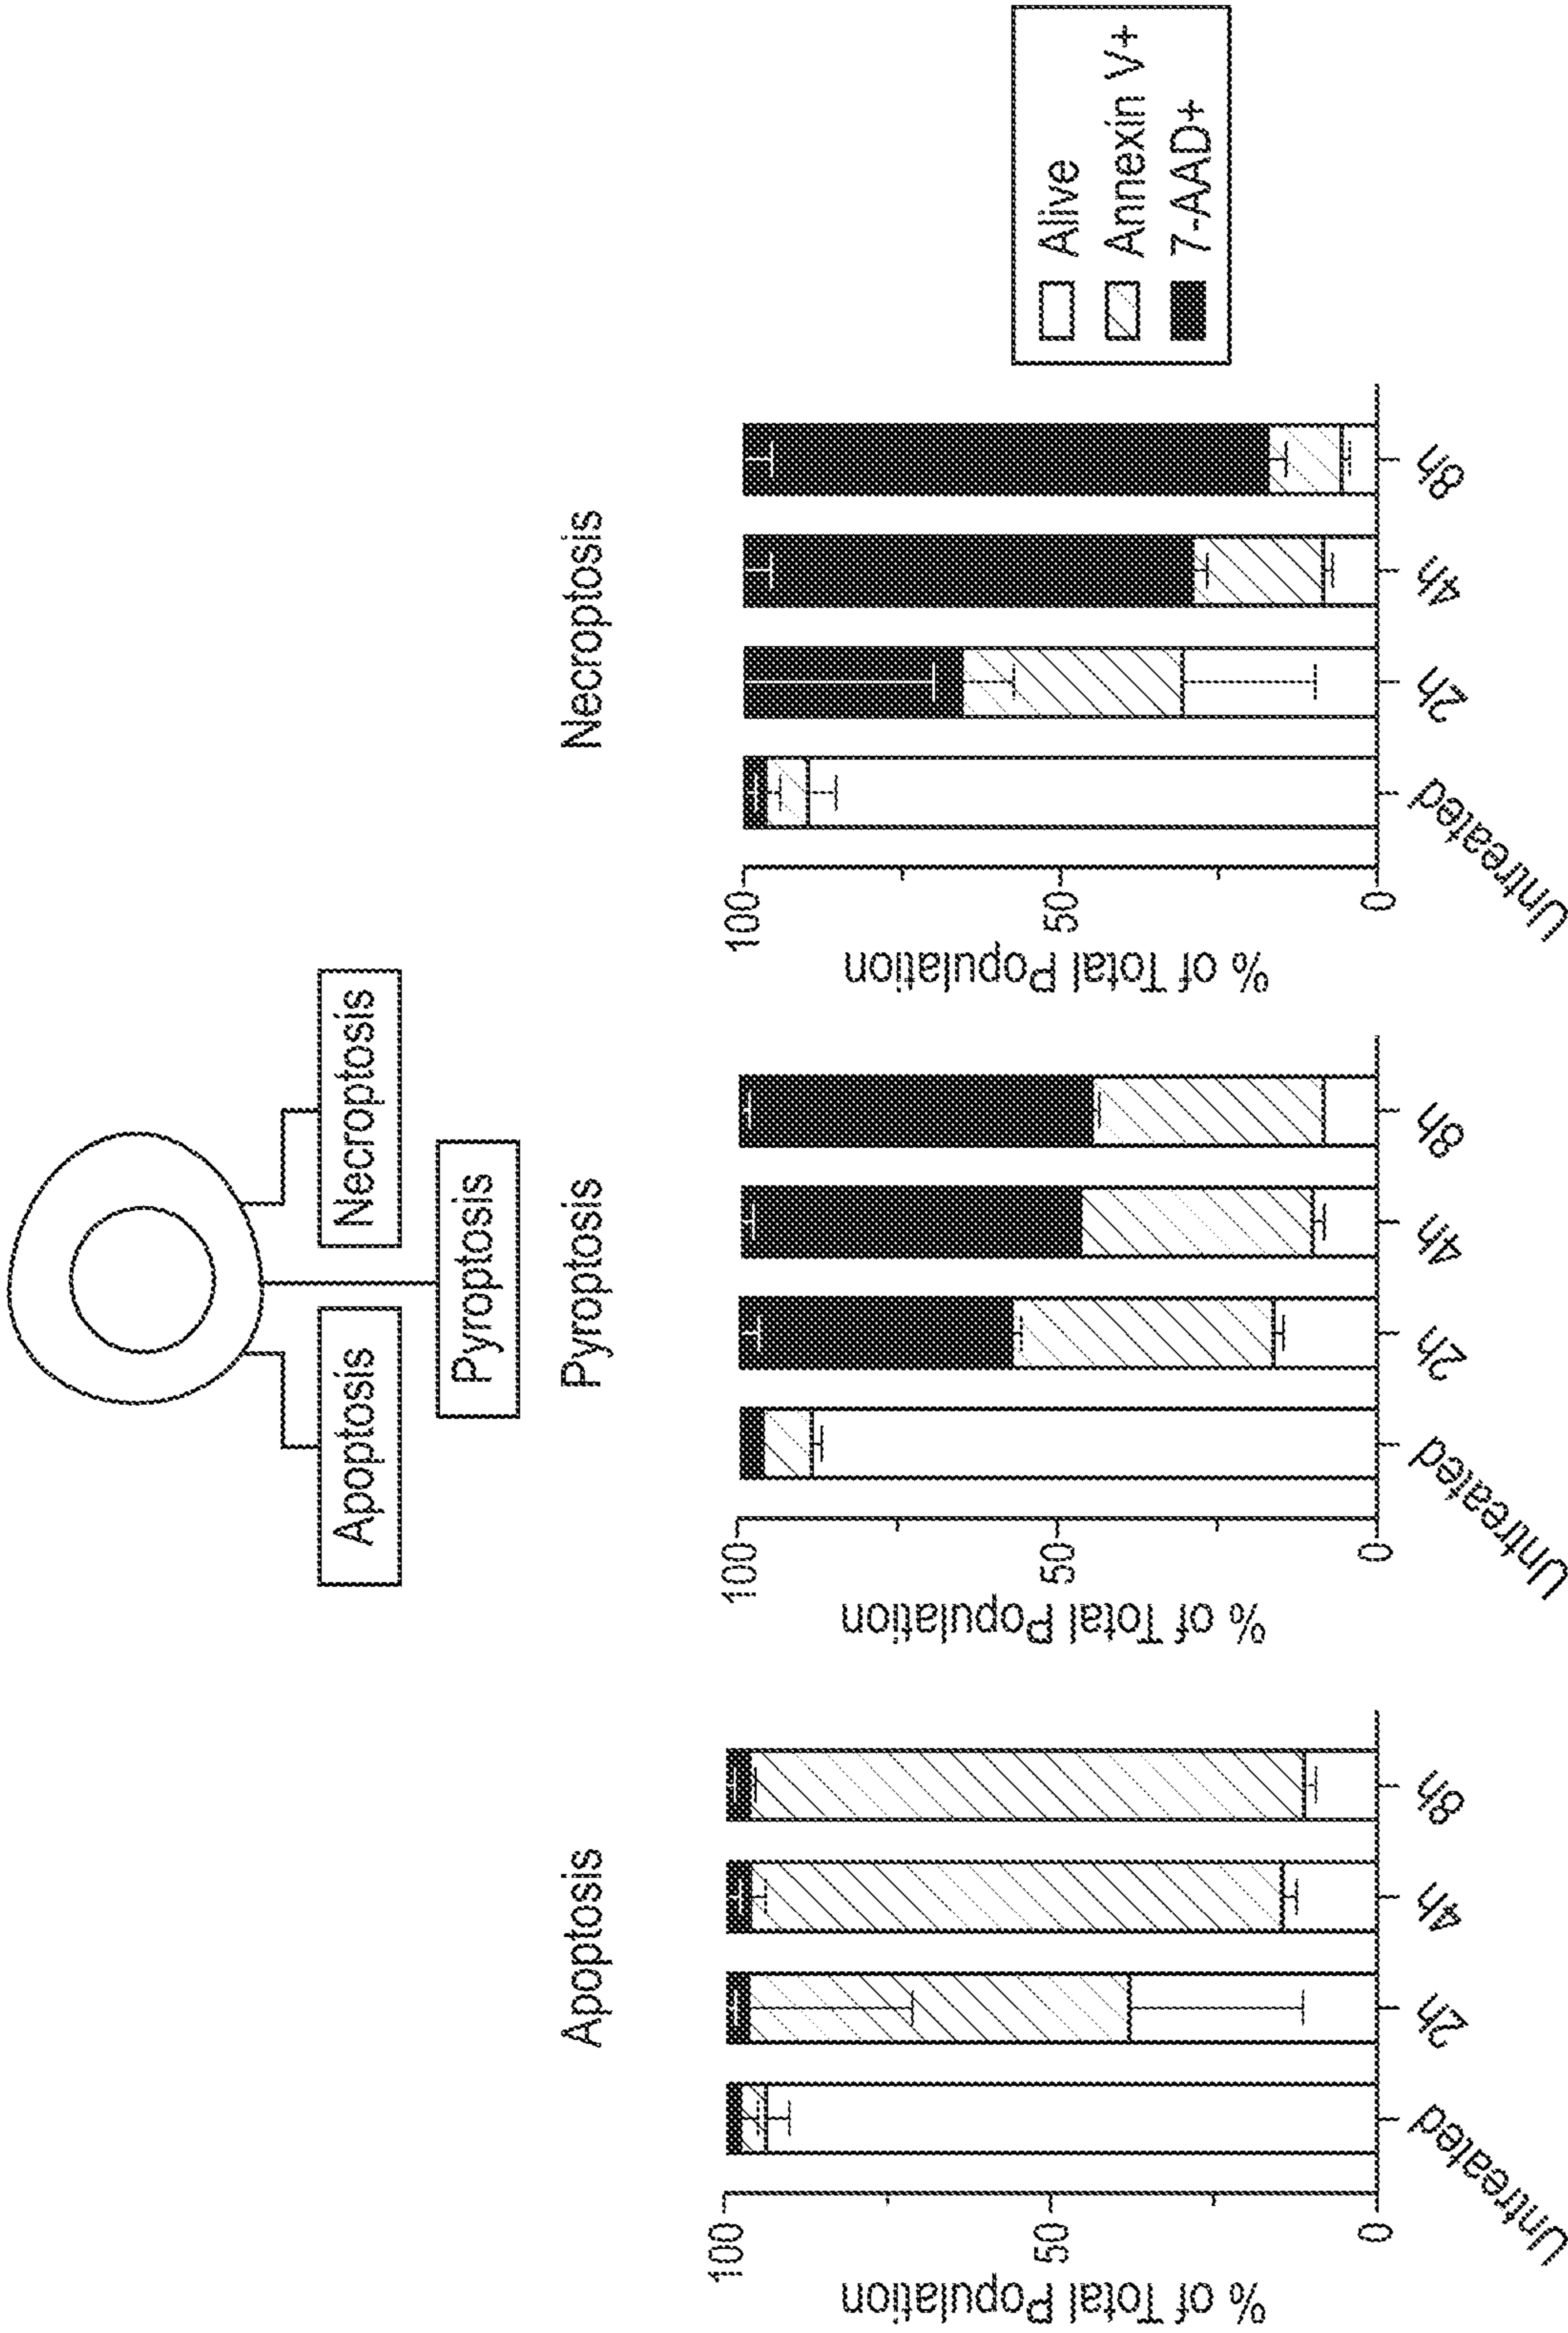 Apoptosis
Necroptosis
Pyroptosis
Apoptosis
% of Total Population
100
50
0
Untreated
2h
4h
8h
Pyroptosis
% of Total Population
100
50
0
Untreated
2h
4h
8h
Necroptosis
% of Total Population
100
50
0
Untreated
2h
4h
8h
Alive
Annexin V+
7-AAD+